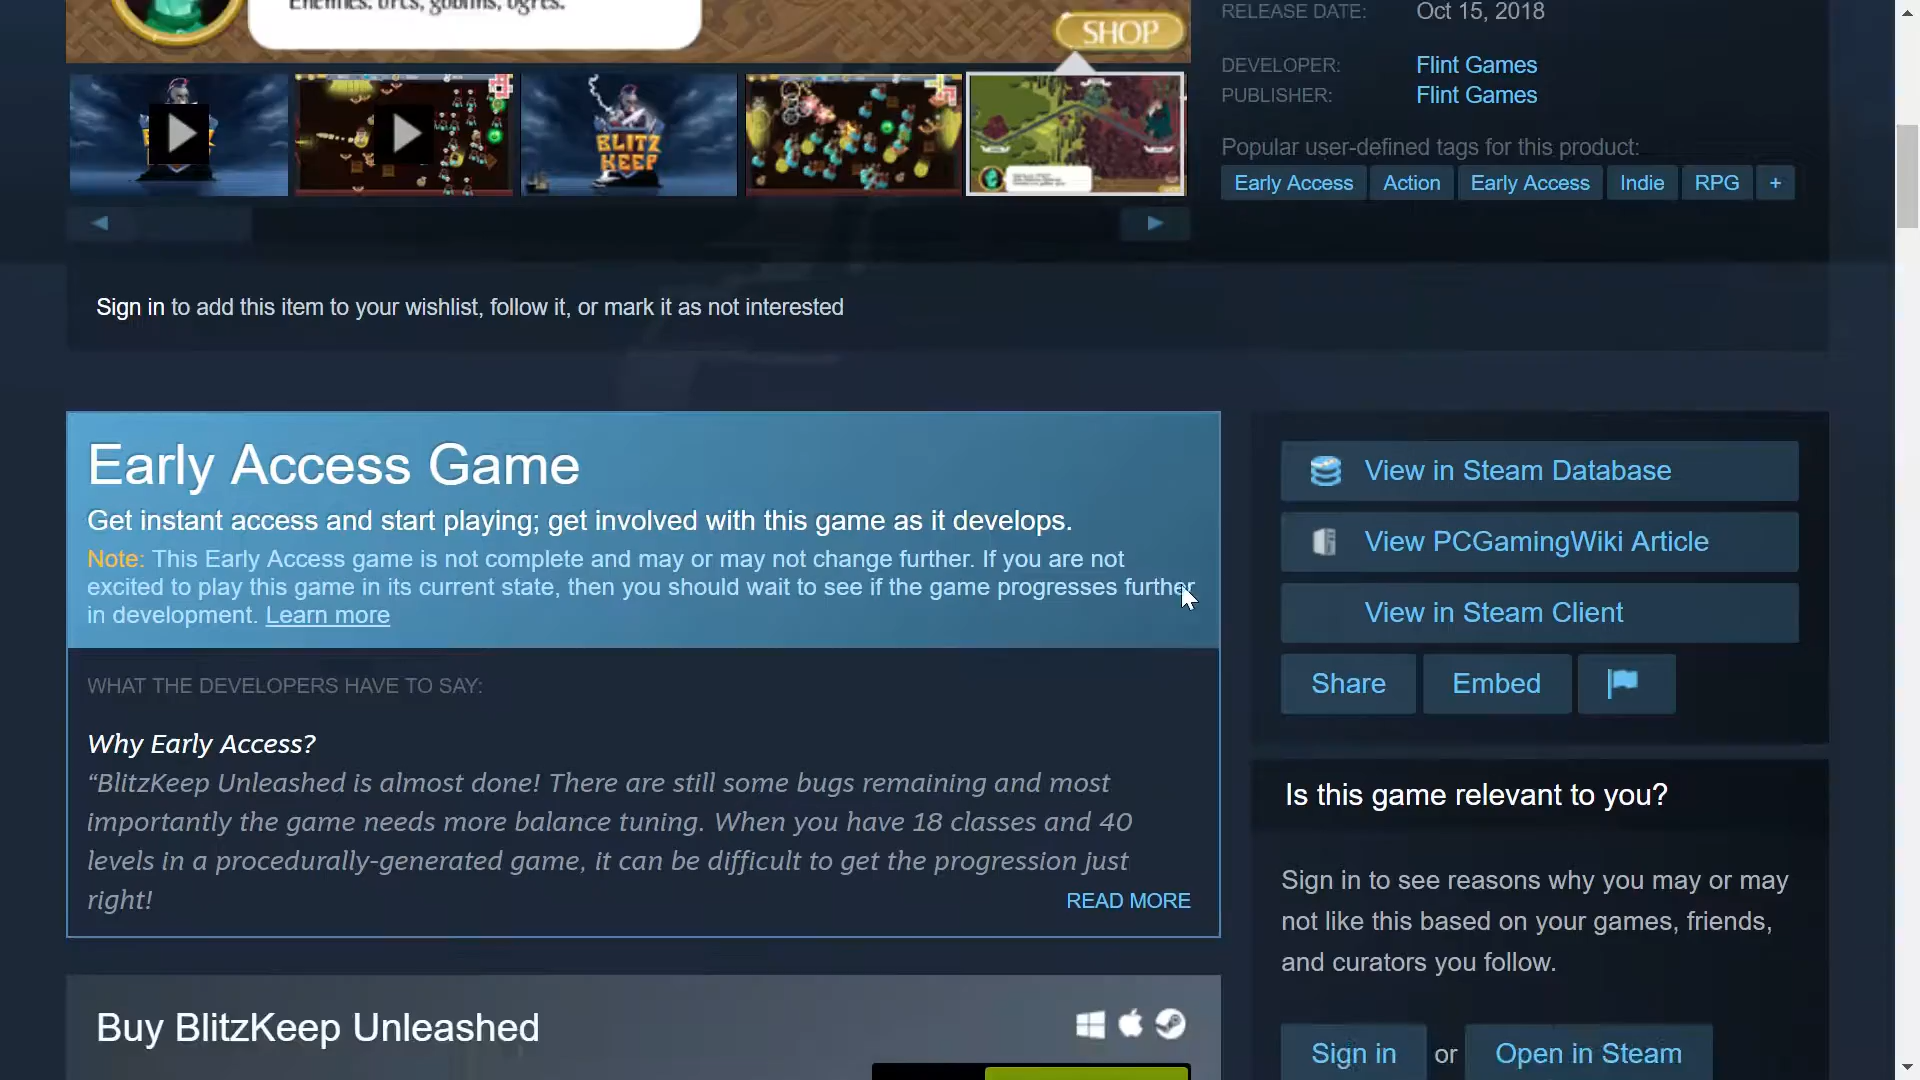 Enemies: orcs, goblins, ogres.
SHOP
RELEASE DATE: Oct 15, 2018
DEVELOPER: Flint Games
PUBLISHER: Flint Games
Popular user-defined tags for this product:
Early Access Action Early Access Indie RPG +
BLITZ
KEEP
Sign in to add this item to your wishlist, follow it, or mark it as not interested
Early Access Game
Get instant access and start playing; get involved with this game as it develops.
Note: This Early Access game is not complete and may or may not change further. If you are not
excited to play this game in its current state, then you should wait to see if the game progresses further
in development. Learn more
WHAT THE DEVELOPERS HAVE TO SAY:
Why Early Access?
“BlitzKeep Unleashed is almost done! There are still some bugs remaining and most
importantly the game needs more balance tuning. When you have 18 classes and 40
levels in a procedurally-generated game, it can be difficult to get the progression just
right!
READ MORE
Buy BlitzKeep Unleashed
View in Steam Database
View PCGamingWiki Article
View in Steam Client
Share Embed
Is this game relevant to you?
Sign in to see reasons why you may or may
not like this based on your games, friends,
and curators you follow.
Sign in or Open in Steam